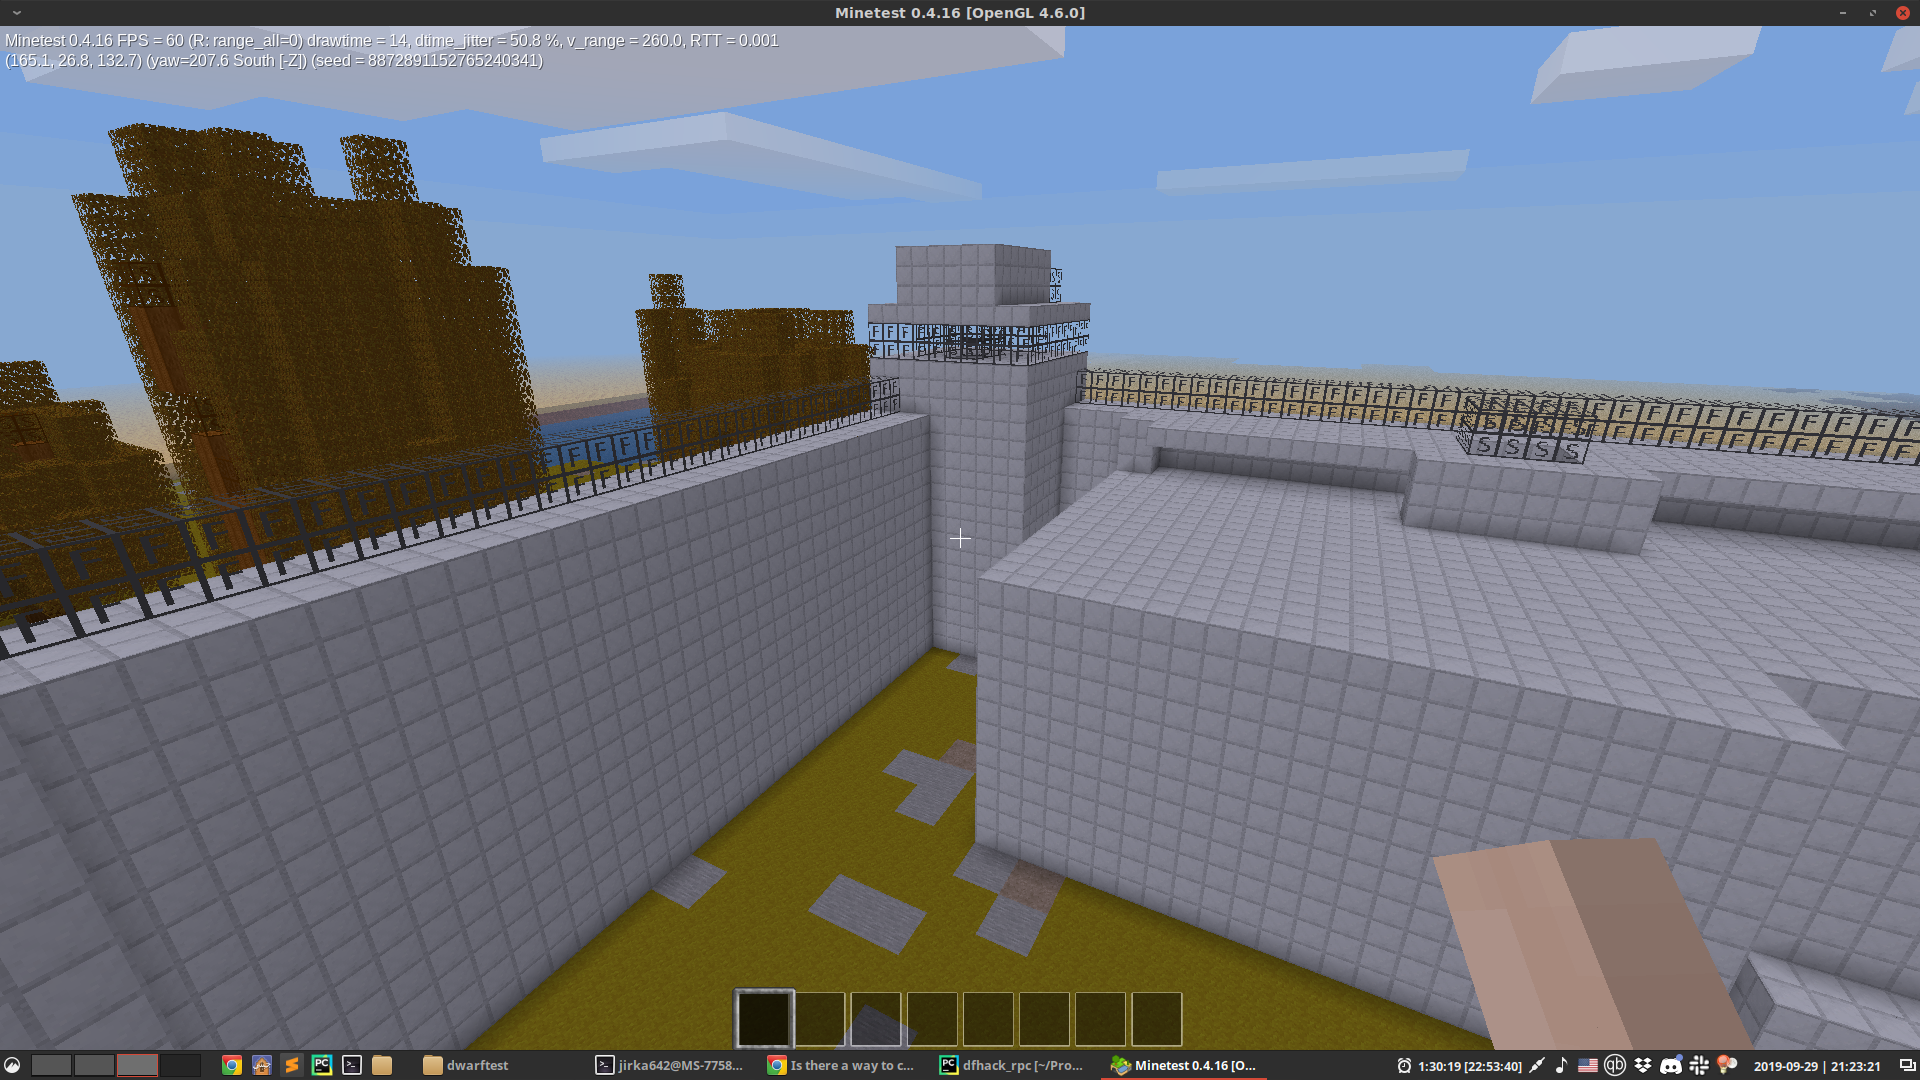 Minetest 0.4.16 [OpenGL 4.6.0]
Minetest 0.4.16 FPS = 60 (R: range_all=0) drawtime = 14, dtime_jitter = 50.8 %, v_range = 260.0, RTT = 0.001
(165.1, 26.8, 132.7) (yaw=207.6 South [-Z]) (seed = 8872891152765240341)
S S S S
dwarftest
jirka642@MS-7758...
Is there a way to c...
dfhack_rpc [~/Pro...
Minetest 0.4.16 [O...
1:30:19 [22:53:40]
qb
2019-09-29 | 21:23:21